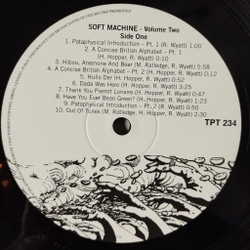 SOFT MACHINE - Volume Two
Side One
1. Pataphysical Introduction - Pt. 1 (R. Wyatt) 1:00
2. A Concise British Alphabet - Pt. 1
(H. Hopper, R. Wyatt) 0:10
3. Hibou, Anemone and Bear (M. Ratledge, R. Wyatt) 5:58
4. A Concise British Alphabet - Pt. 2 (H. Hopper, R. Wyatt) 0:12
5. Hulloder (H. Hopper, R. Wyatt) 0:52
6. Dada Was Here (H. Hopper, R. Wyatt) 3:25
7. Thank You Pierrot Lunaire (H. Hopper, R. Wyatt) 0:47
8. Have You Ever Bean Green? (H. Hopper, R. Wyatt)
9. Pataphysical Introduction - Pt. 2 (R. Wyatt)
10. Out Of Tunes (M. Ratledge, H. Hopper, R. Wyatt) 2:30
TPT 234